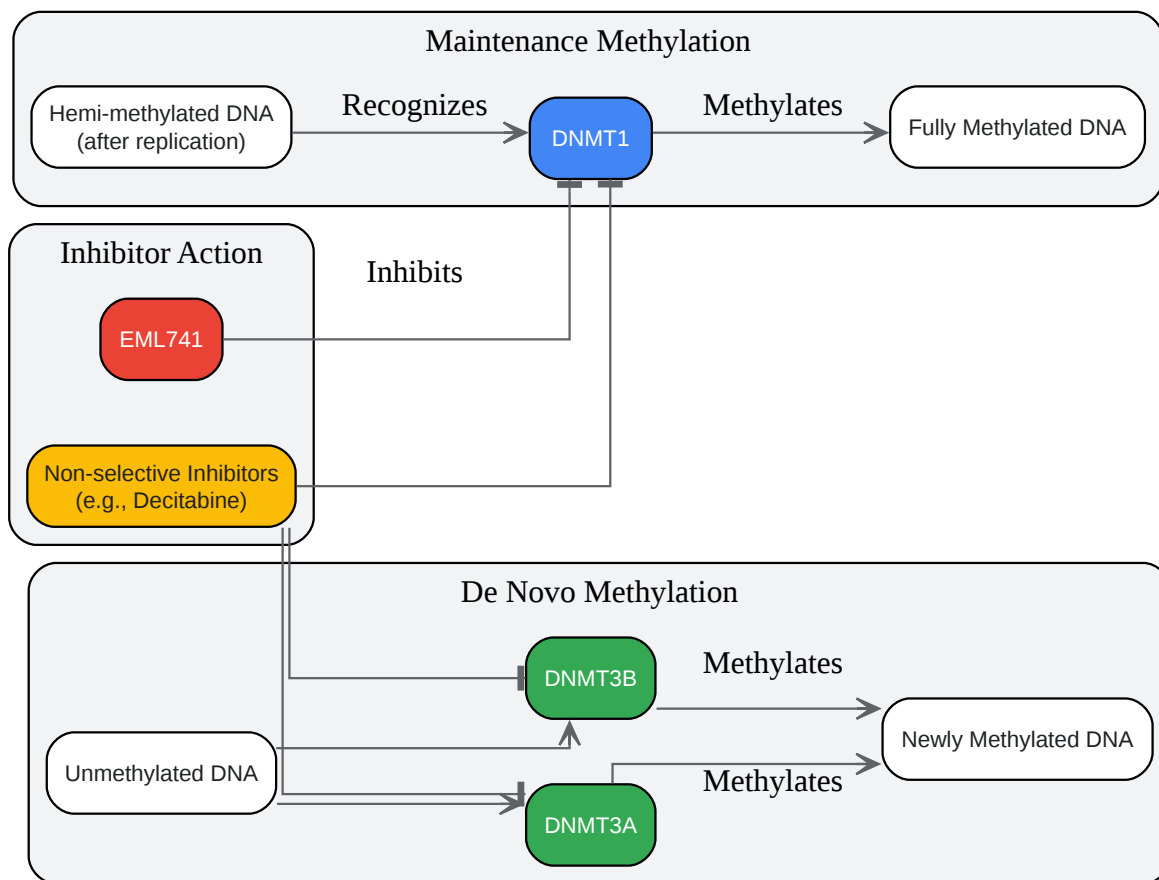 Maintenance Methylation
Hemi-methylated DNA
(after replication)
Recognizes
DNMT1
Methylates
Fully Methylated DNA
Inhibitor Action
Inhibits
EML741
Non-selective Inhibitors
(e.g., Decitabine)
De Novo Methylation
DNMT3B
Methylates
Newly Methylated DNA
Unmethylated DNA
Methylates
DNMT3A